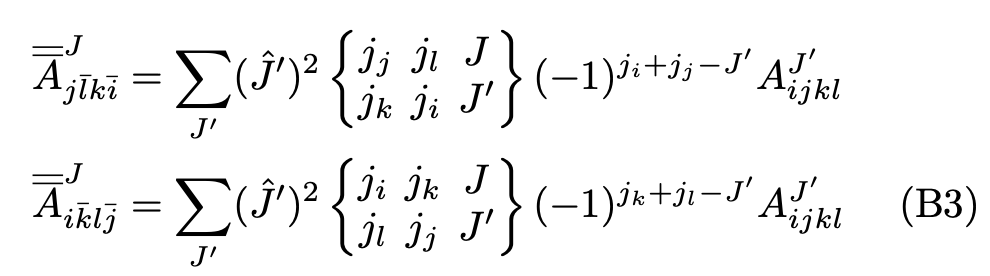 $\overline{\overline{A}}^{J}_{j\bar{l}k\bar{i}} = \sum_{J'} (\hat{J}')^2 \begin{Bmatrix} j_j & j_l & J \\ j_k & j_i & J' \end{Bmatrix} (-1)^{j_i+j_j-J'} A^{J'}_{ijkl}$
$\overline{\overline{A}}^{J}_{i\bar{k}l\bar{j}} = \sum_{J'} (\hat{J}')^2 \begin{Bmatrix} j_i & j_k & J \\ j_l & j_j & J' \end{Bmatrix} (-1)^{j_k+j_l-J'} A^{J'}_{ijkl} \quad (B3)$